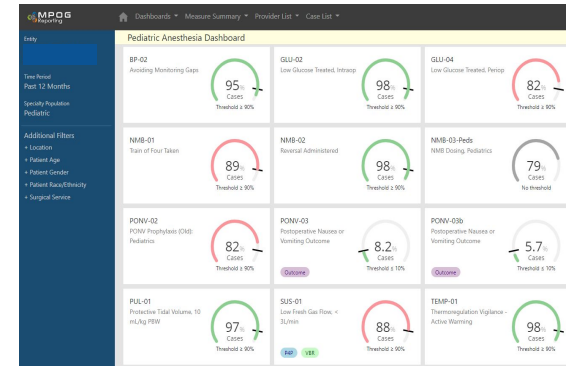 MPOG
Reporting
Dashboards Measure Summary Provider List Case List
Entity
Time Period
Past 12 Months
Specialty Population
Pediatric
Additional Filters
+ Location
+ Patient Age
+ Patient Gender
+ Patient Race/Ethnicity
+ Surgical Service
Pediatric Anesthesia Dashboard
BP-02
Avoiding Monitoring Gaps
95%
Cases
Threshold ≥ 90%
GLU-02
Low Glucose Treated, Intraop
98%
Cases
Threshold ≥ 90%
GLU-04
Low Glucose Treated, Periop
82%
Cases
Threshold ≥ 90%
NMB-01
Train of Four Taken
89%
Cases
Threshold ≥ 90%
NMB-02
Reversal Administered
98%
Cases
Threshold ≥ 90%
NMB-03-Peds
NMB Dosing, Pediatrics
79%
Cases
No threshold
PONV-02
PONV Prophylaxis (Old):
Pediatrics
82%
Cases
Threshold ≥ 90%
PONV-03
Postoperative Nausea or
Vomiting Outcome
Outcome
8.2%
Cases
Threshold ≤ 10%
PONV-03b
Postoperative Nausea or
Vomiting Outcome
Outcome
5.7%
Cases
Threshold ≤ 10%
PUL-01
Protective Tidal Volume, 10
mL/kg PBW
97%
Cases
Threshold ≥ 90%
SUS-01
Low Fresh Gas Flow, <
3L/min
P4P VBR
88%
Cases
Threshold ≥ 90%
TEMP-01
Thermoregulation Vigilance -
Active Warming
98%
Cases
Threshold ≥ 90%